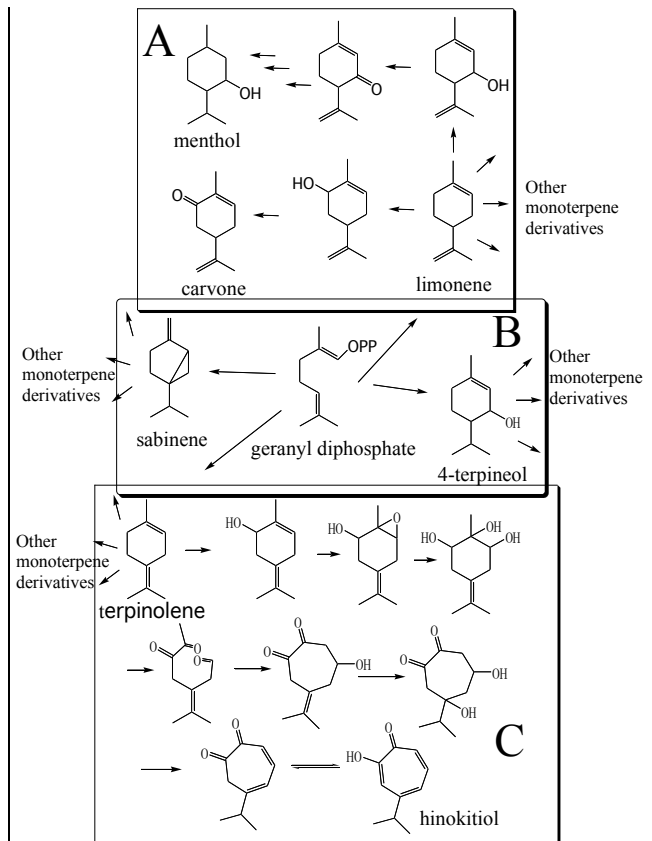 A
OH
menthol
O
OH
O
carvone
HO
limonene
Other
monoterpene
derivatives
B
Other
monoterpene
derivatives
sabinene
OPP
geranyl diphosphate
OH
4-terpineol
Other
monoterpene
derivatives
Other
monoterpene
derivatives
terpinolene
HO
HO
O
HO
OH
OH
O
O
O
O
O
OH
O
O
OH
OH
O
O
O
HO
hinokitiol
C